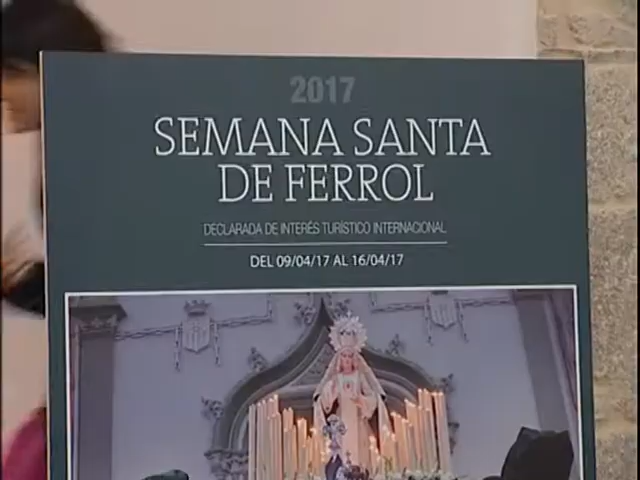 2017
SEMANA SANTA
DE FERROL
DECLARADA DE INTERÉS TURÍSTICO INTERNACIONAL
DEL 09/04/17 AL 16/04/17